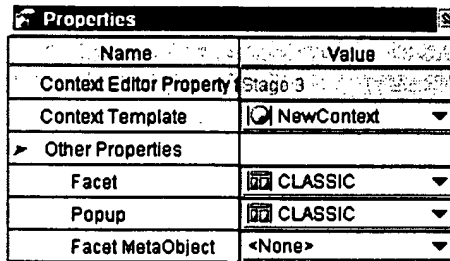 Properties
Name Value
Context Editor Property Stage 3
Context Template NewContext
Other Properties
Facet CLASSIC
Popup CLASSIC
Facet MetaObject <None>